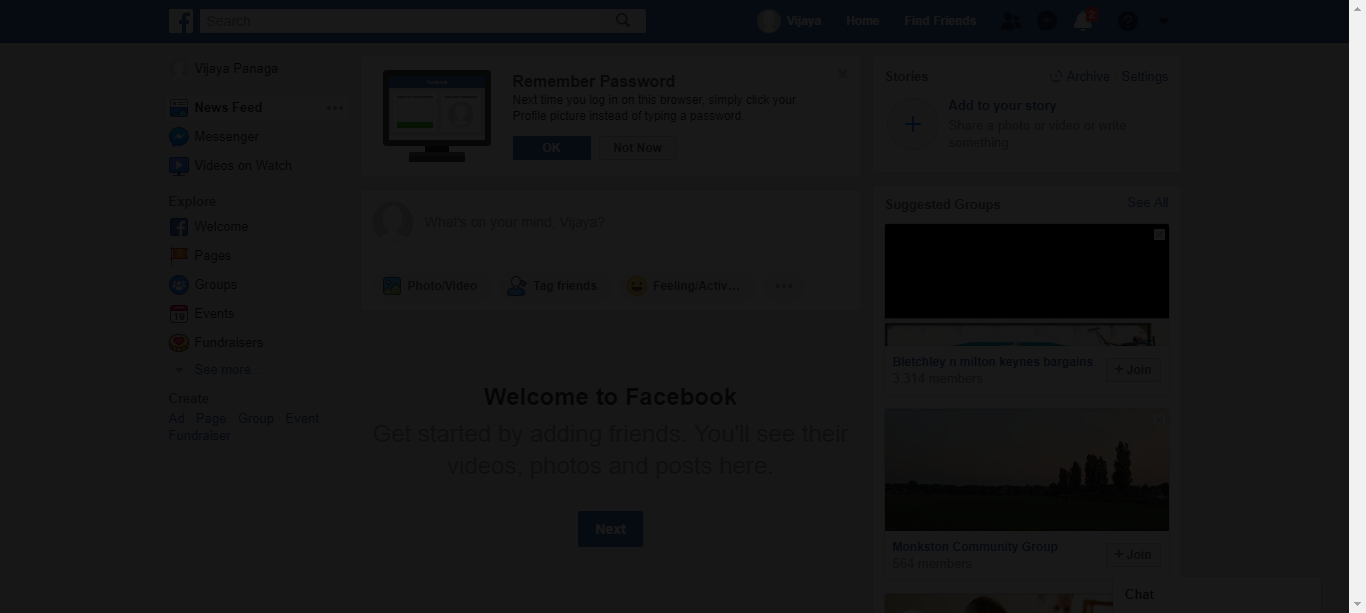 Search
Vijaya
Home
Find Friends
2
Vijaya Panaga
News Feed
Messenger
Videos on Watch
Explore
Welcome
Pages
Groups
Events
Fundraisers
See more...
Create
Ad Page Group Event
Fundraiser
Remember Password
Next time you log in on this browser, simply click your
Profile picture instead of typing a password.
OK
Not Now
What's on your mind, Vijaya?
Photo/Video
Tag friends
Feeling/Activ...
Welcome to Facebook
Get started by adding friends. You'll see their
videos, photos and posts here.
Next
Stories
Archive
Settings
Add to your story
Share a photo or video or write
something
Suggested Groups
See All
Bletchley n milton keynes bargains
3,314 members
+ Join
Monkston Community Group
564 members
+ Join
Chat